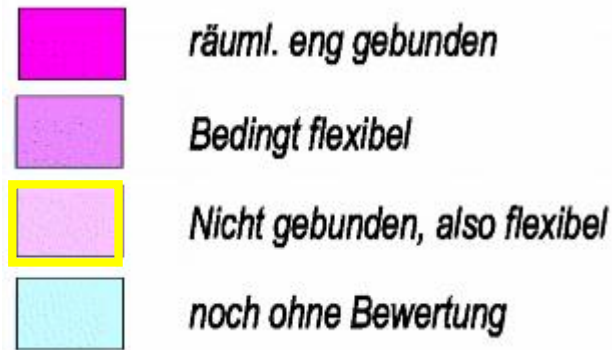 räuml. eng gebunden
Bedingt flexibel
Nicht gebunden, also flexibel
noch ohne Bewertung